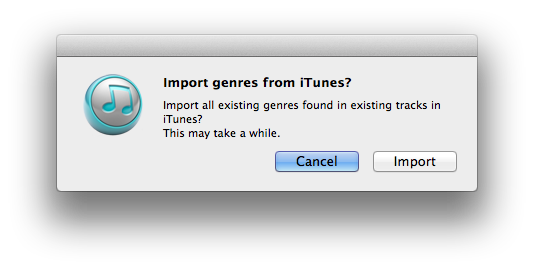 Import genres from iTunes?
Import all existing genres found in existing tracks in
iTunes?
This may take a while.
Cancel
Import